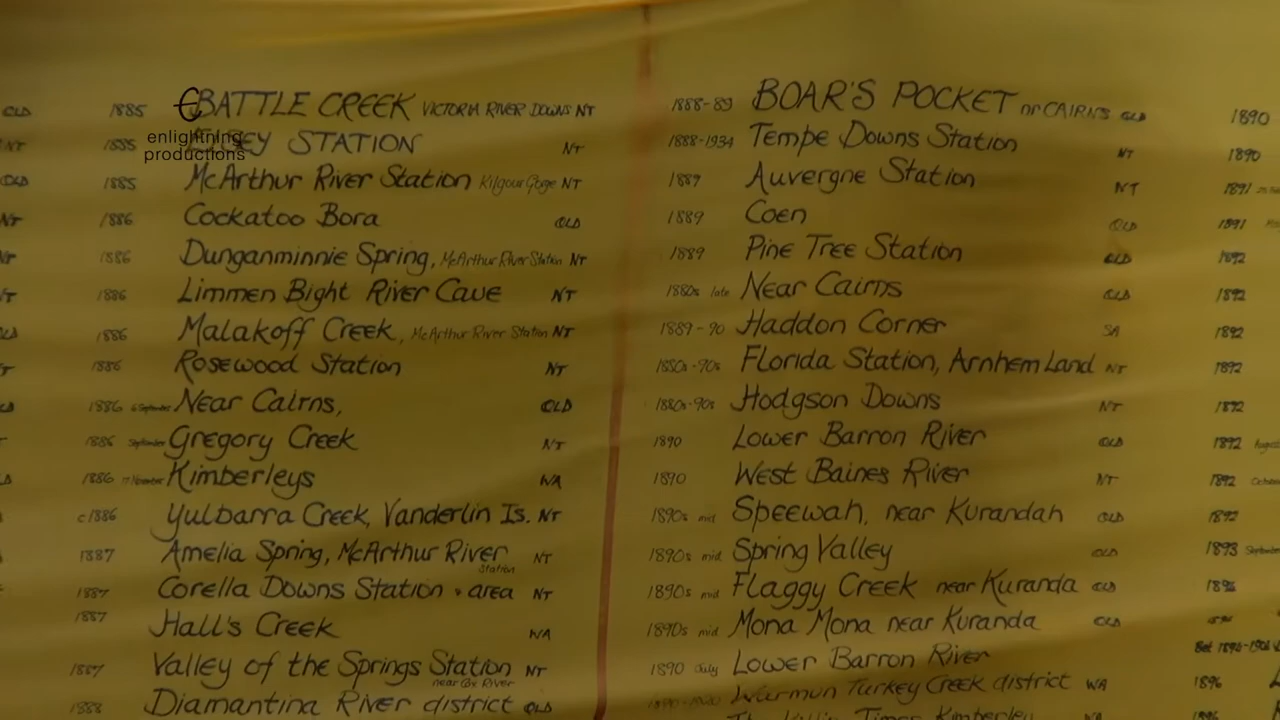 1885 BATTLE CREEK VICTORIA RIVER DOWNS NT
1885 STATION NT
enlightning
productions
1885 McArthur River Station Kilgour Gorge NT
1886 Cockatoo Bora QLD
1886 Dunganminnie Spring, McArthur River Station NT
1886 Limmen Bight River Cave NT
1886 Malakoff Creek, McArthur River Station NT
1886 Rosewood Station NT
1886 September Near Cairns, QLD
1886 September Gregory Creek NT
1886 Kimberleys WA
c1886 Yulbarra Creek, Vanderlin Is. NT
1887 Amelia Spring, McArthur River Station NT
1887 Corella Downs Station + area NT
1887 Hall's Creek WA
1887 Valley of the Springs Station near Cox River NT
1888 Diamantina River district QLD
1888-89 BOAR'S POCKET nr CAIRNS QLD
1888-1934 Tempe Downs Station NT
1889 Auvergne Station NT
1889 Coen QLD
1889 Pine Tree Station QLD
1880s late Near Cairns QLD
1889-90 Haddon Corner SA
1880s-90s Florida Station, Arnhem Land NT
1880s-90s Hodgson Downs NT
1890 Lower Barron River QLD
1890 West Baines River NT
1890s mid Speewah, near Kurandah QLD
1890s mid Spring Valley QLD
1890s mid Flaggy Creek near Kuranda QLD
1890s mid Mona Mona near Kuranda QLD
1890 July Lower Barron River
Warmun Turkey Creek district WA
Kimberley
1890
1890
1891
1891
1892
1892
1892
1892
1892
1892
1892
1892
1893
1896